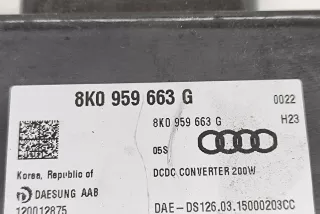 8K0 959 663 G
0022
8K0 959 663 G
H23
05S
Korea, Republic of
DCDC CONVERTER 200W
DAESUNG AAB
120012875
DAE-DS126.03.15000203CC